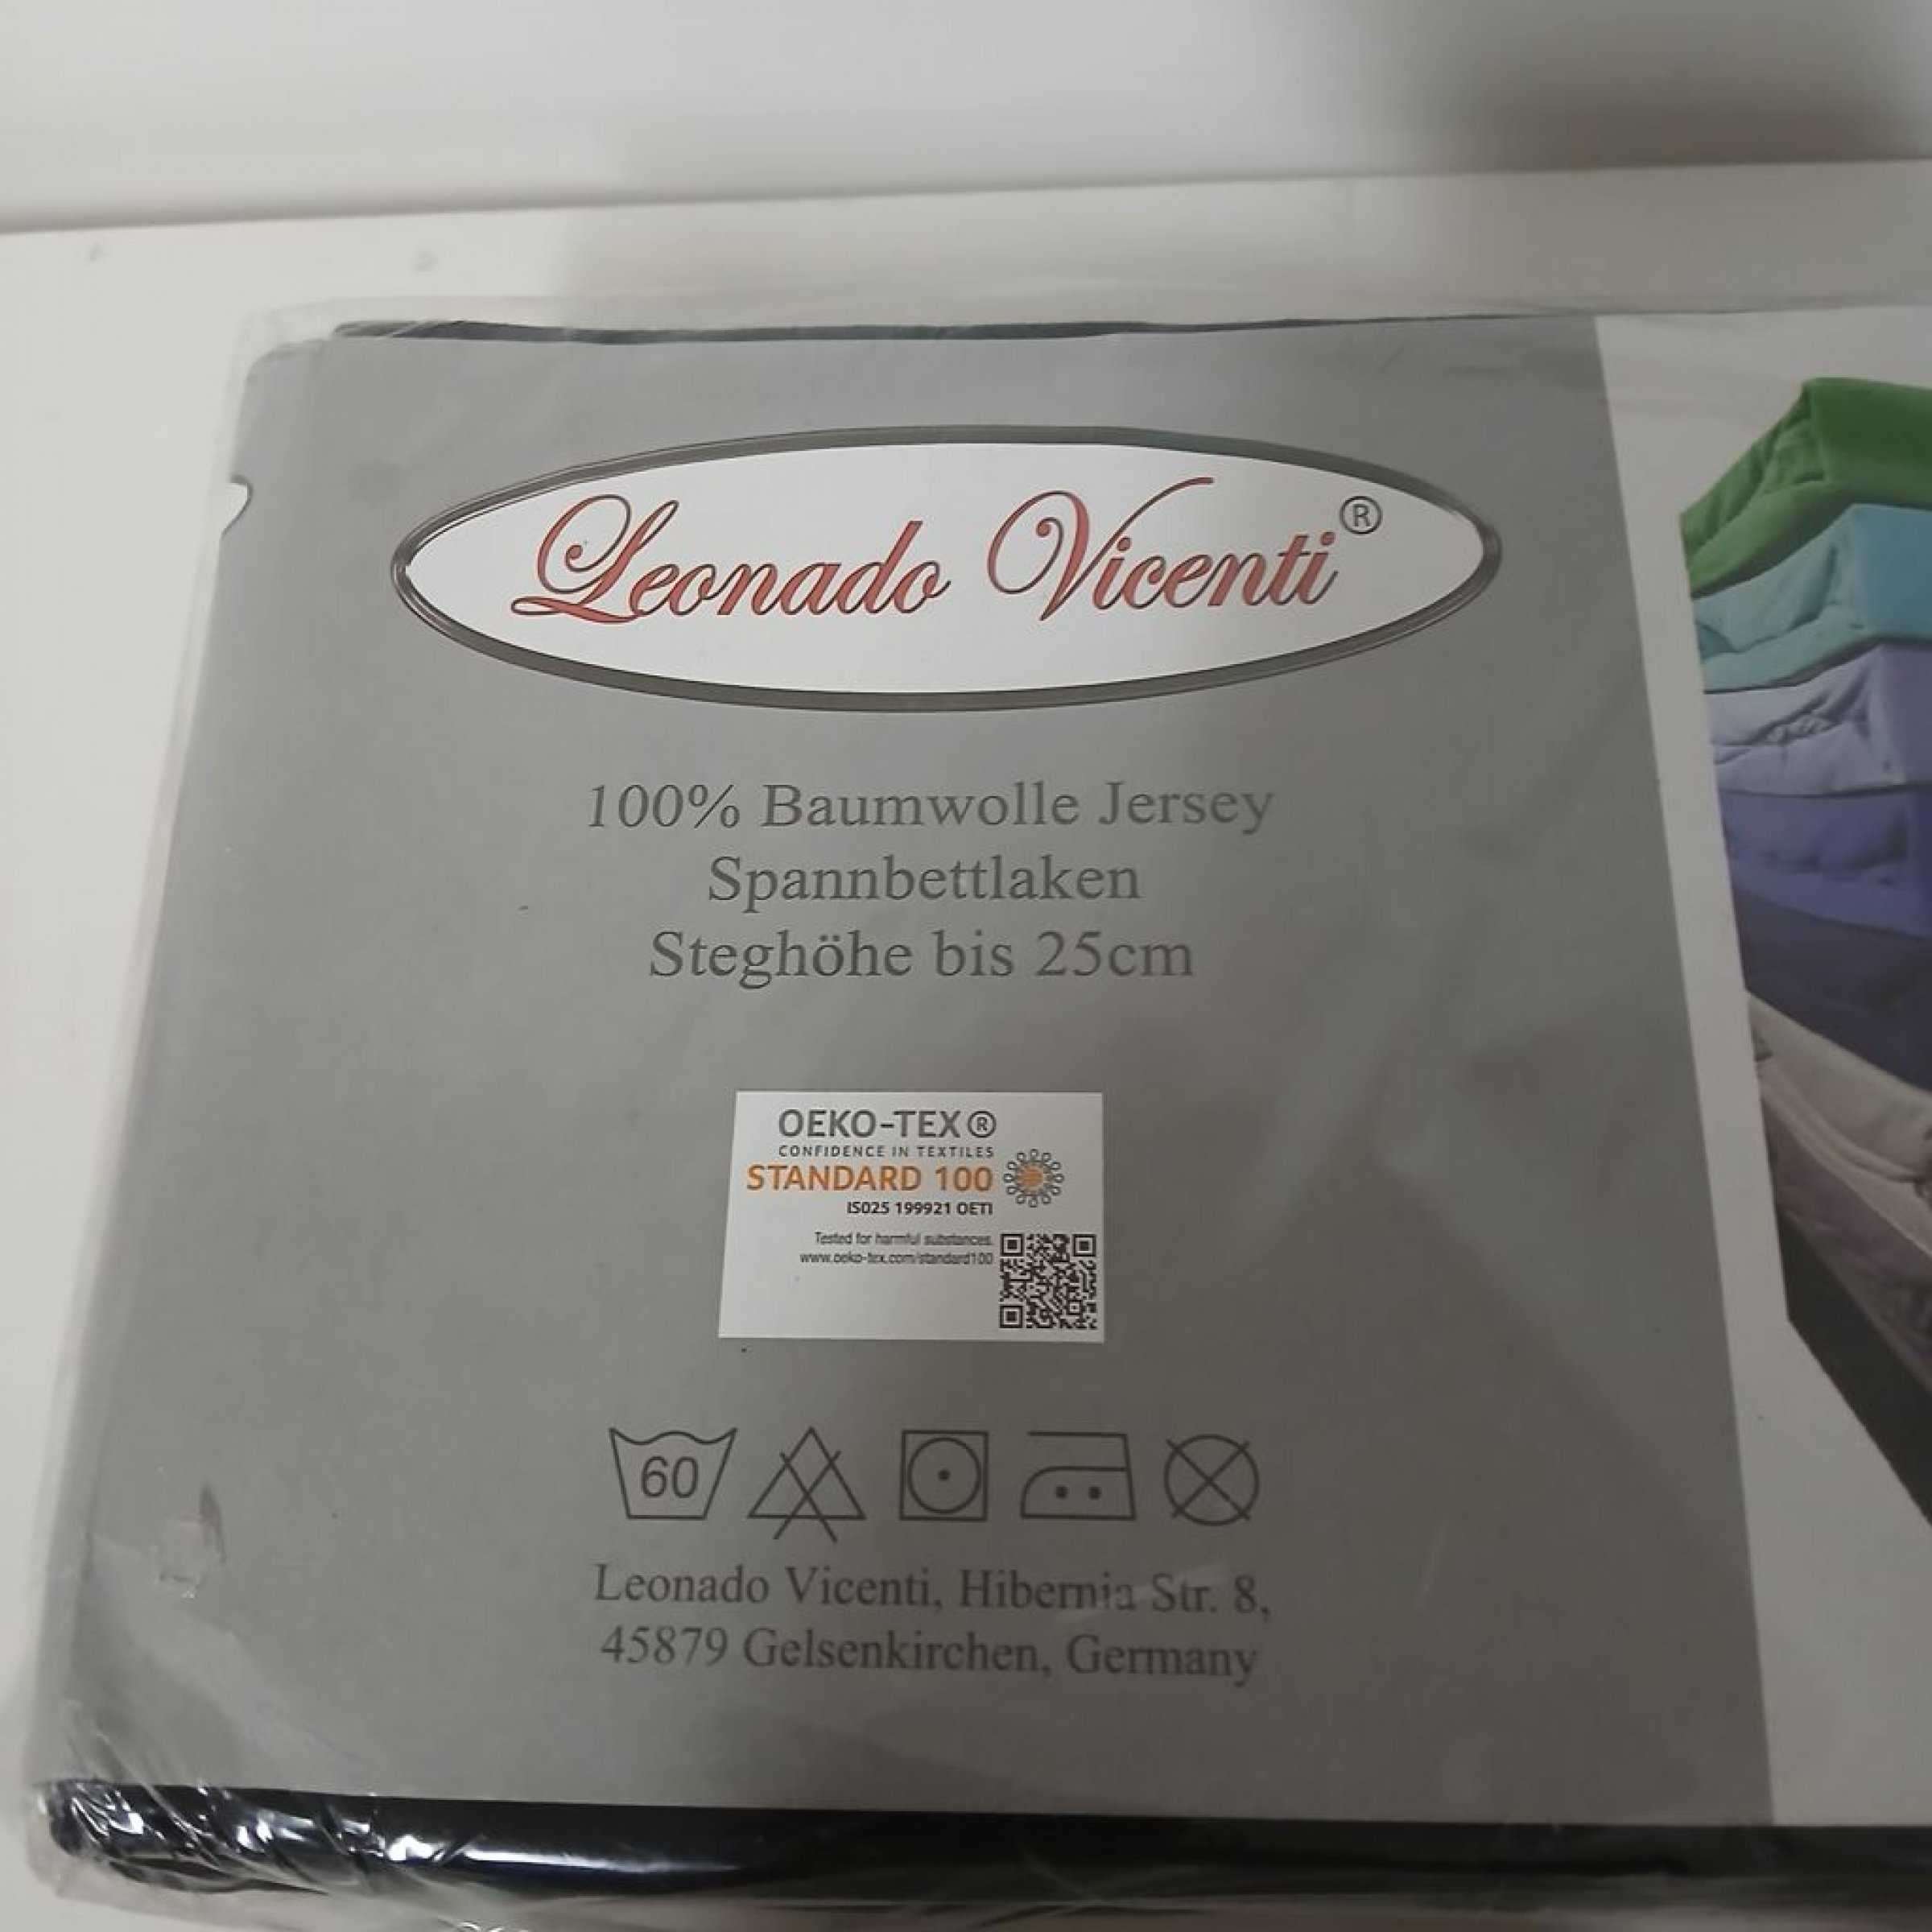 Leonado Vicenti®
100% Baumwolle Jersey
Spannbettlaken
Steghöhe bis 25cm
OEKO-TEX®
CONFIDENCE IN TEXTILES
STANDARD 100
IS025 199921 OETI
Tested for harmful substances.
www.oeko-tex.com/standard100
60
Leonado Vicenti, Hibernia Str. 8,
45879 Gelsenkirchen, Germany